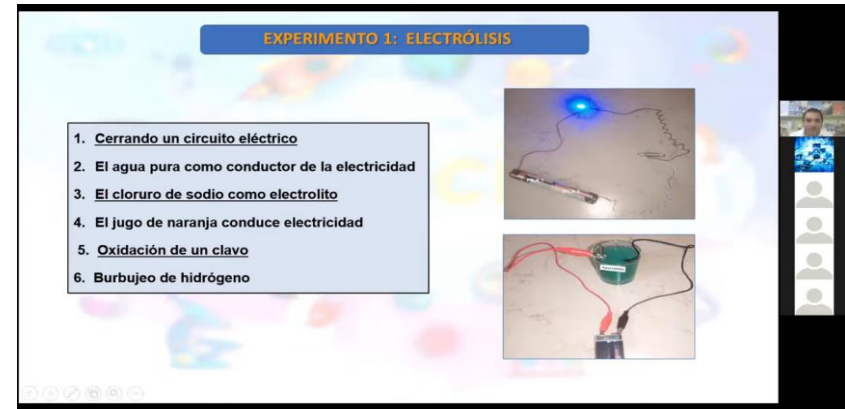 EXPERIMENTO 1: ELECTRÓLISIS
1. Cerrando un circuito eléctrico
2. El agua pura como conductor de la electricidad
3. El cloruro de sodio como electrolito
4. El jugo de naranja conduce electricidad
5. Oxidación de un clavo
6. Burbujeo de hidrógeno